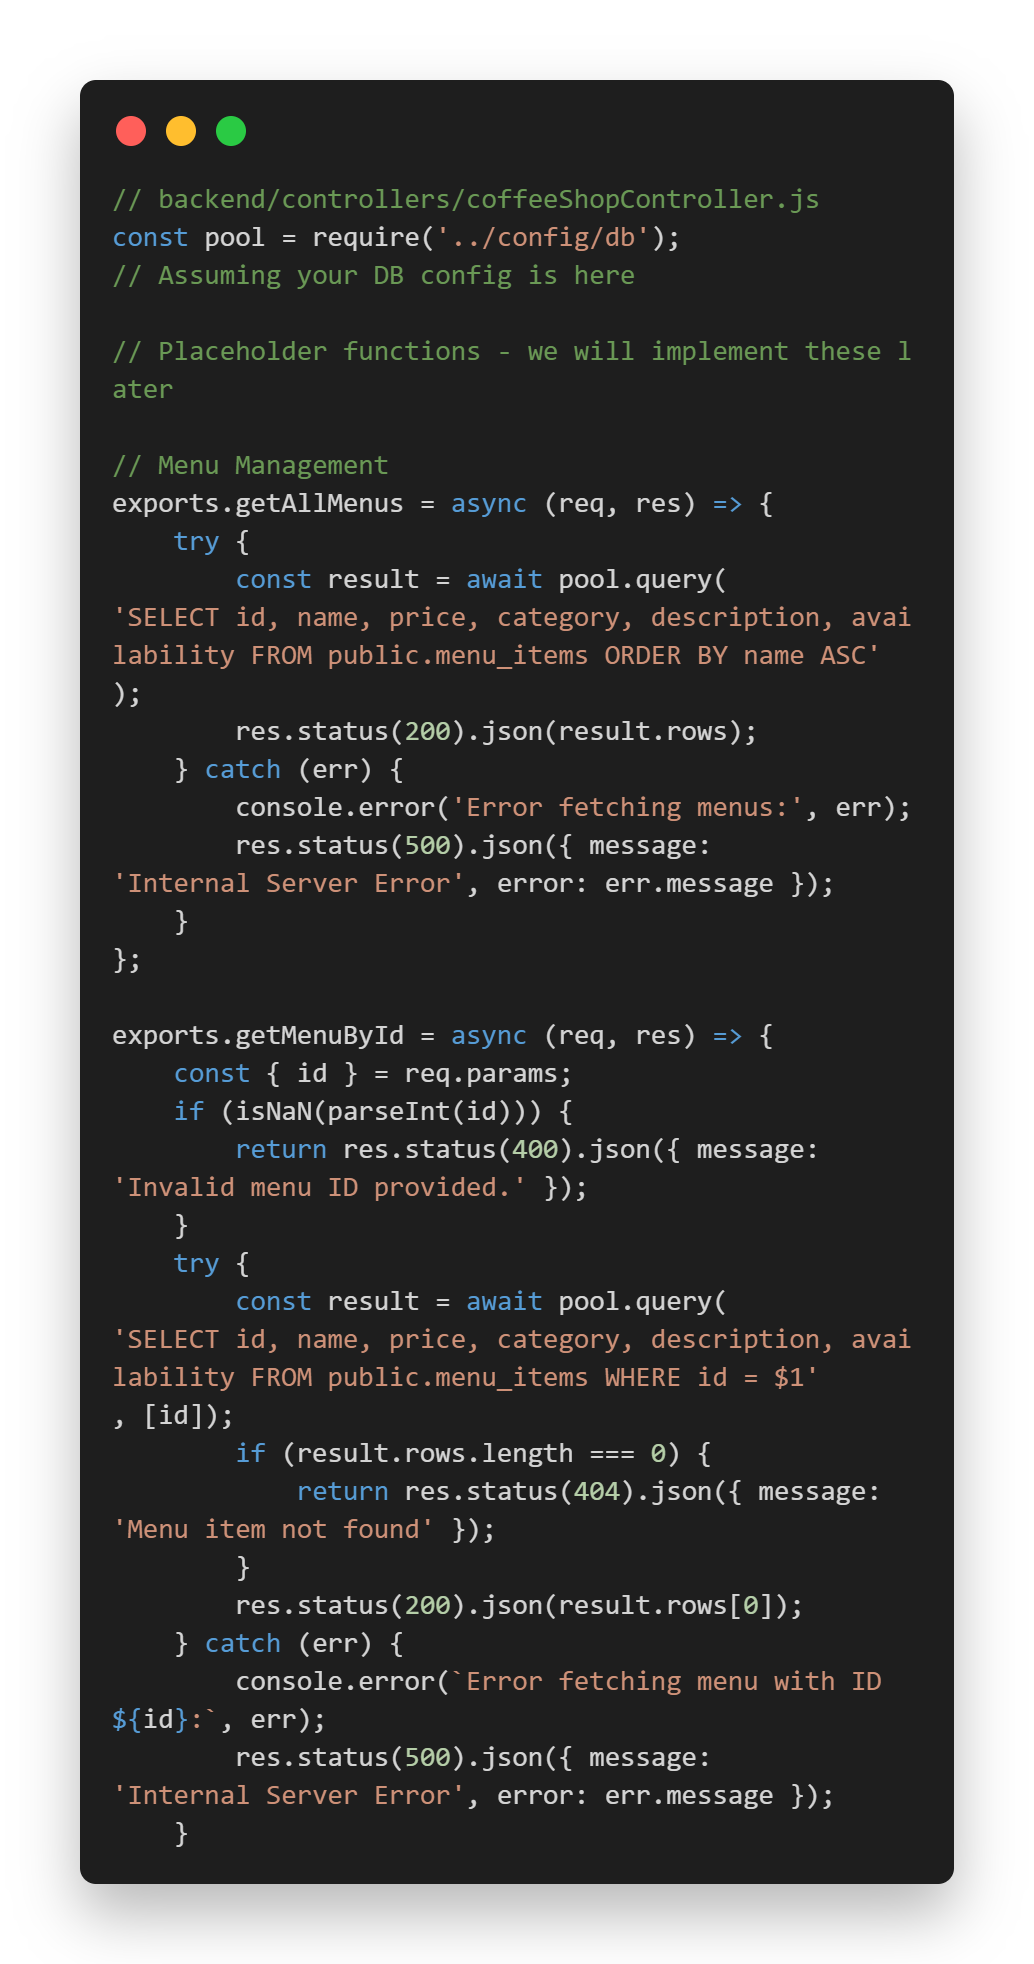 // backend/controllers/coffeeShopController.js
const pool = require('../config/db');
// Assuming your DB config is here

// Placeholder functions - we will implement these l
ater

// Menu Management
exports.getAllMenus = async (req, res) => {
    try {
        const result = await pool.query(
'SELECT id, name, price, category, description, avai
lability FROM public.menu_items ORDER BY name ASC'
);
        res.status(200).json(result.rows);
    } catch (err) {
        console.error('Error fetching menus:', err);
        res.status(500).json({ message:
'Internal Server Error', error: err.message });
    }
};

exports.getMenuById = async (req, res) => {
    const { id } = req.params;
    if (isNaN(parseInt(id))) {
        return res.status(400).json({ message:
'Invalid menu ID provided.' });
    }
    try {
        const result = await pool.query(
'SELECT id, name, price, category, description, avai
lability FROM public.menu_items WHERE id = $1'
, [id]);
        if (result.rows.length === 0) {
            return res.status(404).json({ message:
'Menu item not found' });
        }
        res.status(200).json(result.rows[0]);
    } catch (err) {
        console.error(`Error fetching menu with ID
${id}:`, err);
        res.status(500).json({ message:
'Internal Server Error', error: err.message });
    }